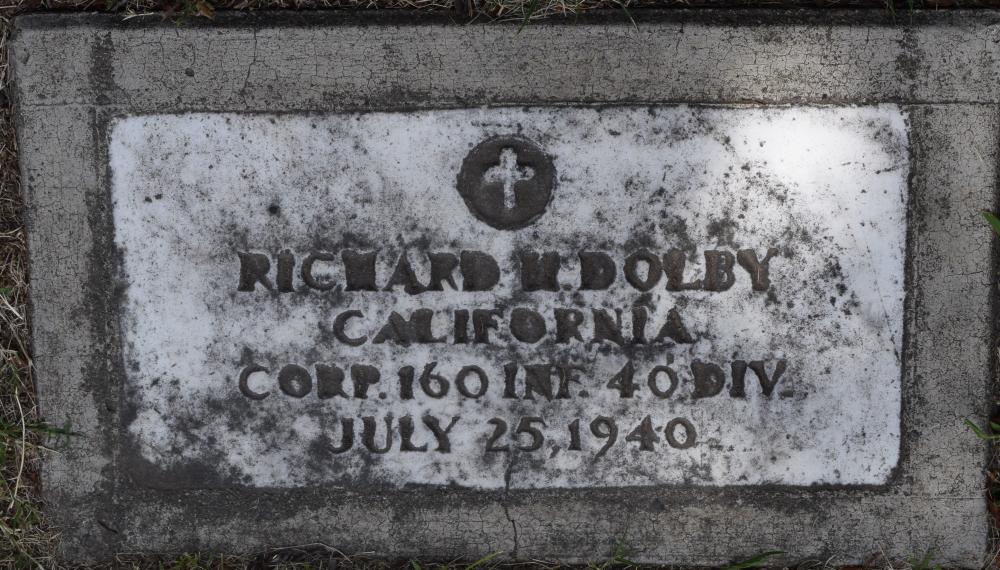 RICHARD H. DOLBY
CALIFORNIA
CORP. 160 INF. 40 DIV.
JULY 25, 1940